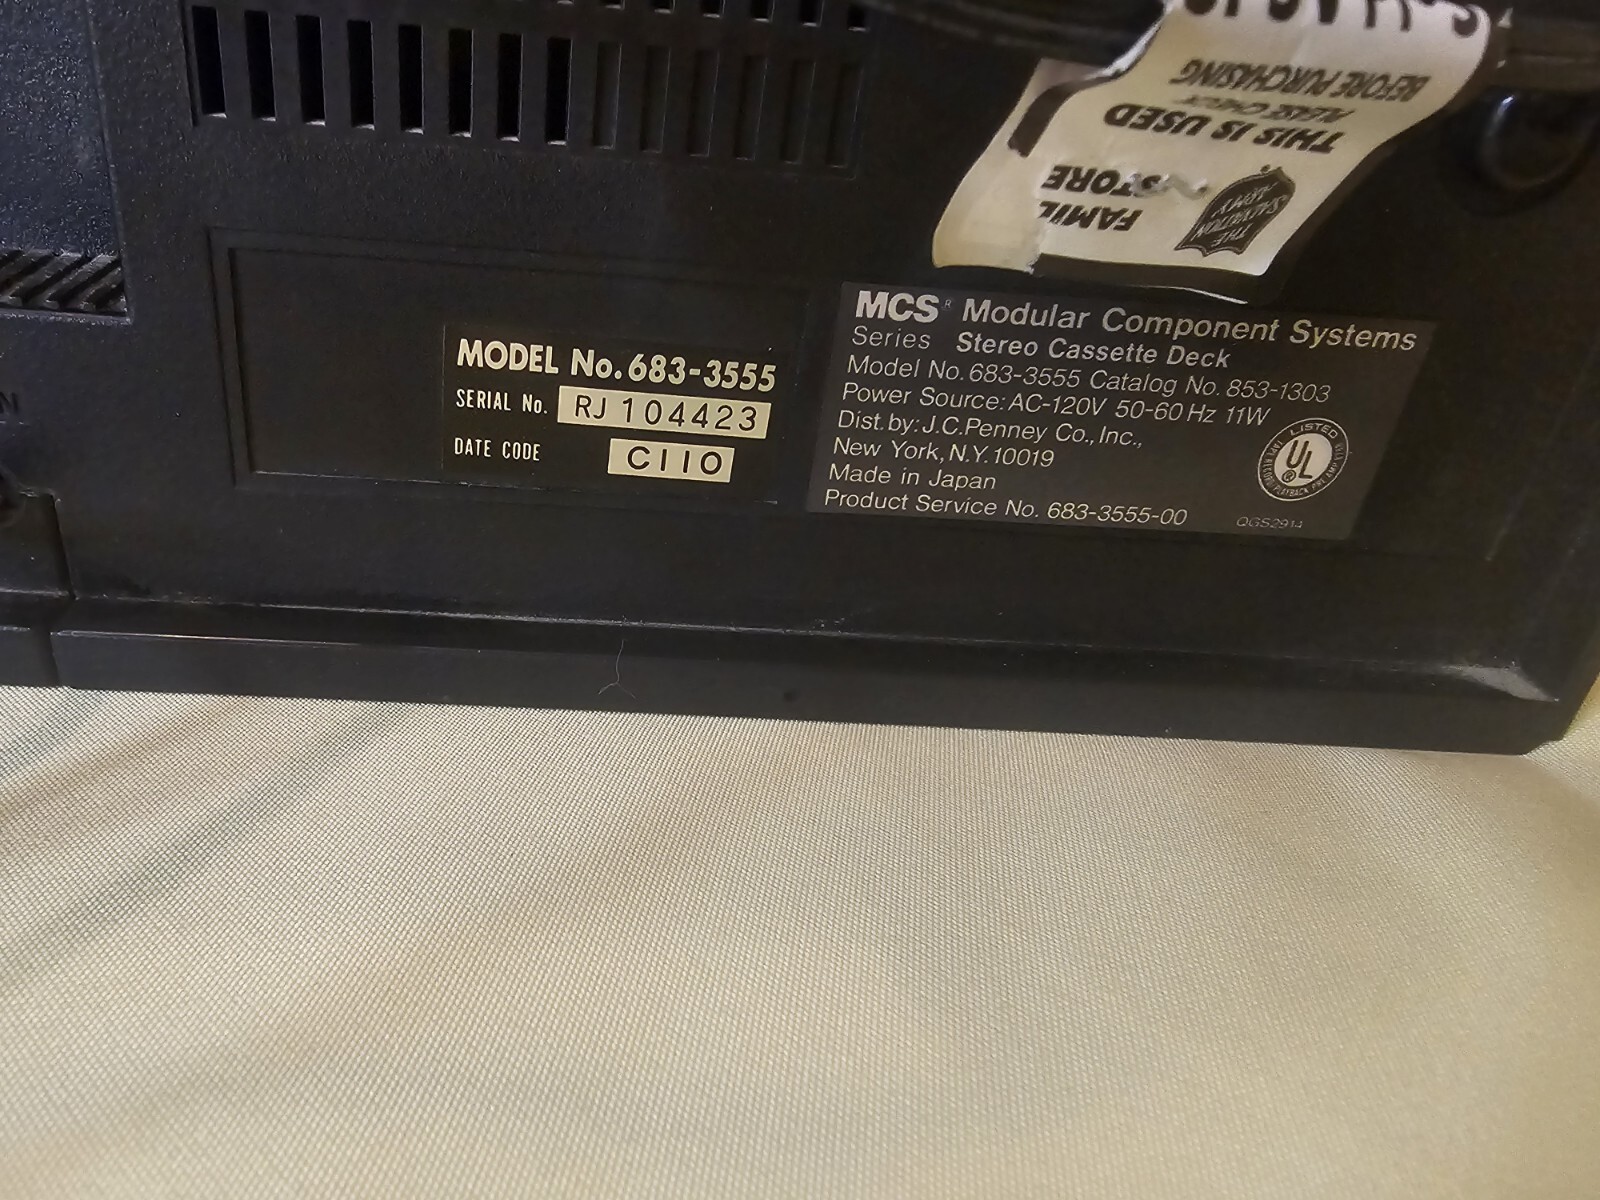 BEFORE PURCHASING
PLEASE CHECK
THIS IS USED
STORE
THE
SALVATION
ARMY
MCS® Modular Component Systems
Series Stereo Cassette Deck
Model No. 683-3555 Catalog No. 853-1303
Power Source: AC-120V 50-60 Hz 11W
Dist. by: J.C.Penney Co., Inc.,
New York, N.Y. 10019
Made in Japan
Product Service No. 683-3555-00
QGS2914
LISTED
UL®
MODEL No. 683-3555
SERIAL No. RJ 104423
DATE CODE C110